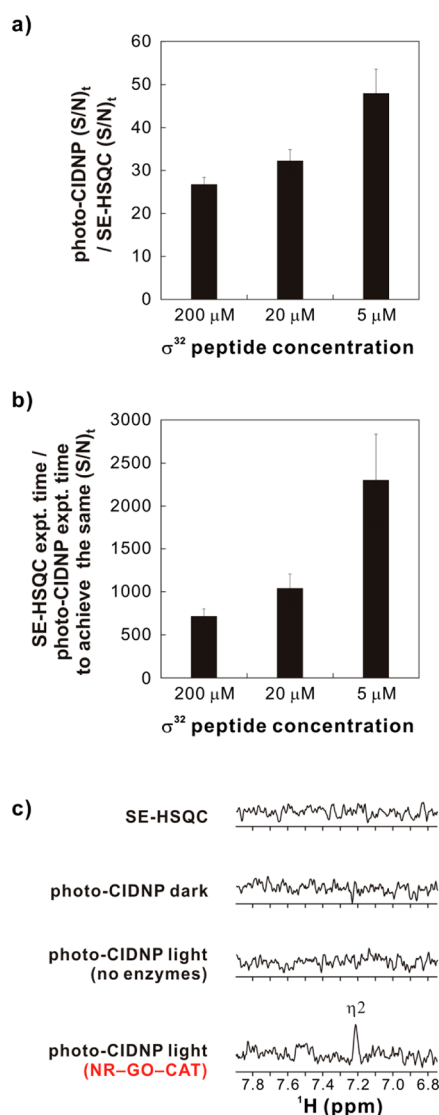 a)
photo-CIDNP (S/N)t
/ SE-HSQC (S/N)t
60
50
40
30
20
10
0
200 μM 20 μM 5 μM
σ³² peptide concentration
b)
SE-HSQC expt. time /
photo-CIDNP expt. time
to achieve the same (S/N)t
3000
2500
2000
1500
1000
500
0
200 μM 20 μM 5 μM
σ³² peptide concentration
c)
SE-HSQC
photo-CIDNP dark
photo-CIDNP light
(no enzymes)
η2
photo-CIDNP light
(NR–GO–CAT)
7.8 7.6 7.4 7.2 7.0 6.8
¹H (ppm)